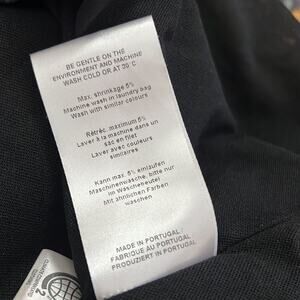 BE GENTLE ON THE
ENVIRONMENT AND MACHINE
WASH COLD OR AT 30°C
Max. shrinkage 5%
Machine wash in laundry bag
Wash with similar colours
Rétréc. maximum 5%
Laver à la machine dans un
sac en filet
Laver avec couleurs
similaires
Kann max. 5% einlaufen
Maschinenwäsche, bitte nur
im Wäschebeutel
Mit ähnlichen Farben
waschen
MADE IN PORTUGAL
FABRIQUÉ AU PORTUGAL
PRODUZIERT IN PORTUGAL
2